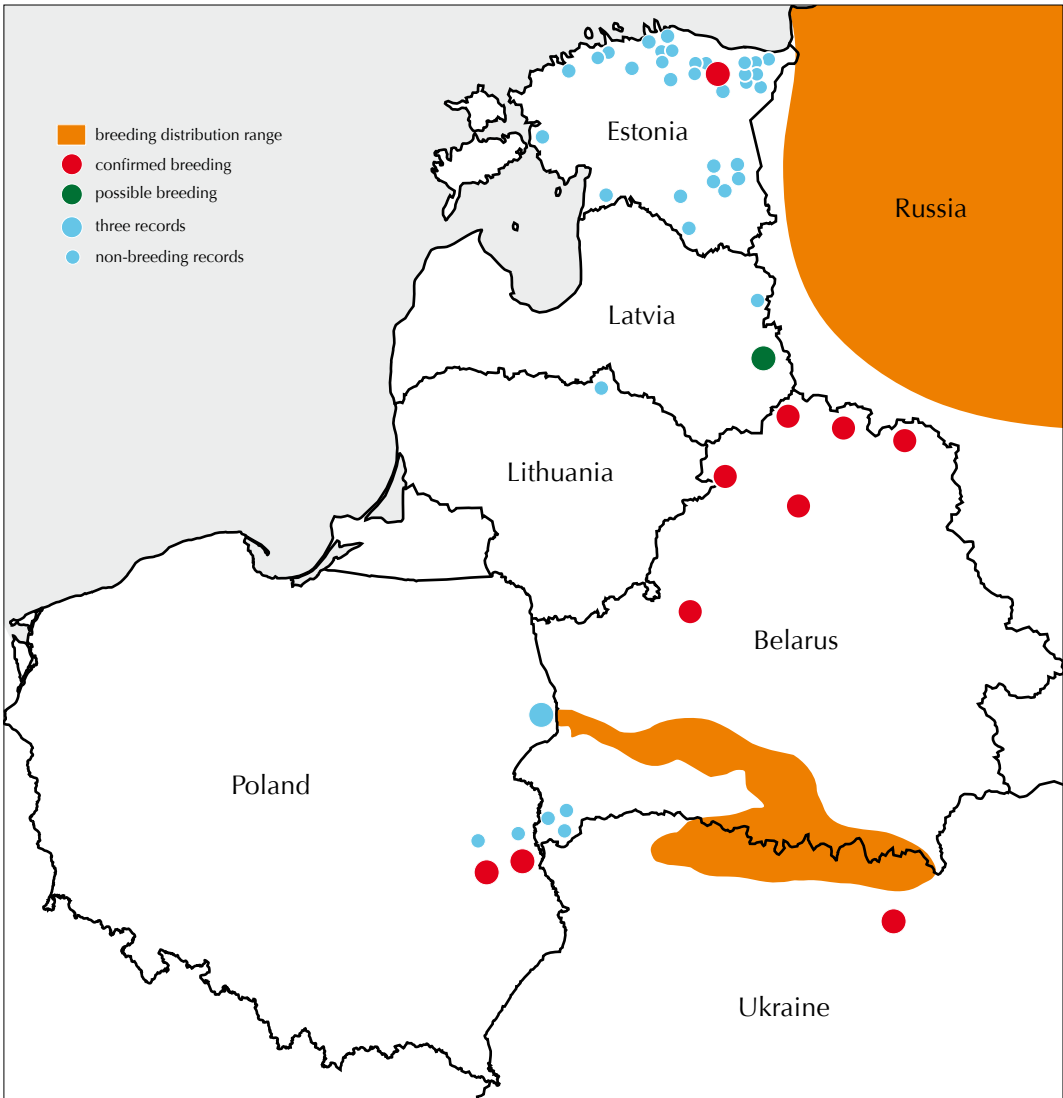 Estonia
breeding distribution range
confirmed breeding
possible breeding
three records
non-breeding records
Russia
Latvia
Lithuania
Belarus
Poland
Ukraine